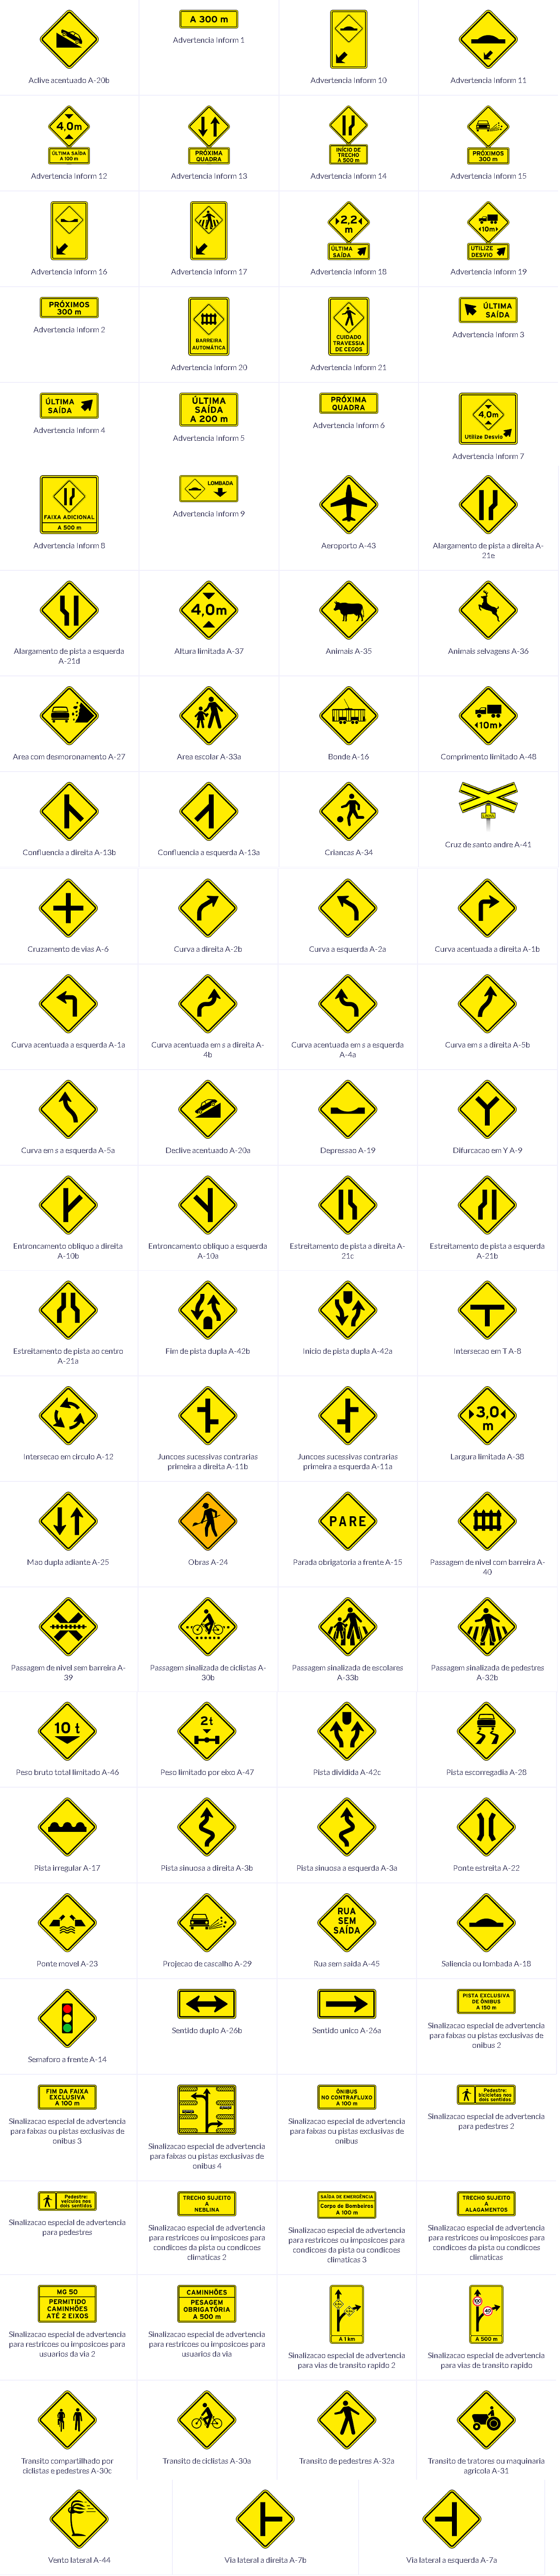 A 300 m
Aclive acentuado A-20b
Advertencia Inform 1
Advertencia Inform 10
Advertencia Inform 11
4,0m
ÚLTIMA SAÍDA
A 100 m
PRÓXIMA
QUADRA
INÍCIO DE
TRECHO
A 500 m
PRÓXIMOS
300 m
Advertencia Inform 12
Advertencia Inform 13
Advertencia Inform 14
Advertencia Inform 15
2,2
m
ÚLTIMA
SAÍDA
10m
UTILIZE
DESVIO
Advertencia Inform 16
Advertencia Inform 17
Advertencia Inform 18
Advertencia Inform 19
PRÓXIMOS
300 m
Advertencia Inform 2
BARREIRA
AUTOMÁTICA
Advertencia Inform 20
CUIDADO
TRAVESSIA
DE CEGOS
Advertencia Inform 21
ÚLTIMA
SAÍDA
Advertencia Inform 3
ÚLTIMA
SAÍDA
Advertencia Inform 4
ÚLTIMA
SAÍDA
A 200 m
Advertencia Inform 5
PRÓXIMA
QUADRA
Advertencia Inform 6
4,0m
Utilize Desvio
Advertencia Inform 7
FAIXA ADICIONAL
A 500 m
Advertencia Inform 8
LOMBADA
Advertencia Inform 9
Aeroporto A-43
Alargamento de pista a direita A-
21e
Alargamento de pista a esquerda
A-21d
4,0m
Altura limitada A-37
Animais A-35
Animais selvagens A-36
Area com desmoronamento A-27
Area escolar A-33a
Bonde A-16
10m
Comprimento limitado A-48
Confluencia a direita A-13b
Confluencia a esquerda A-13a
Criancas A-34
Cruz de santo andre A-41
Cruzamento de vias A-6
Curva a direita A-2b
Curva a esquerda A-2a
Curva acentuada a direita A-1b
Curva acentuada a esquerda A-1a
Curva acentuada em s a direita A-
4b
Curva acentuada em s a esquerda
A-4a
Curva em s a direita A-5b
Curva em s a esquerda A-5a
Declive acentuado A-20a
Depressao A-19
Difurcacao em Y A-9
Entroncamento obliquo a direita
A-10b
Entroncamento obliquo a esquerda
A-10a
Estreitamento de pista a direita A-
21c
Estreitamento de pista a esquerda
A-21b
Estreitamento de pista ao centro
A-21a
Fim de pista dupla A-42b
Inicio de pista dupla A-42a
Intersecao em T A-8
Intersecao em circulo A-12
Juncoes sucessivas contrarias
primeira a direita A-11b
Juncoes sucessivas contrarias
primeira a esquerda A-11a
3,0
m
Largura limitada A-38
Mao dupla adiante A-25
Obras A-24
PARE
Parada obrigatoria a frente A-15
Passagem de nivel com barreira A-
40
Passagem de nivel sem barreira A-
39
Passagem sinalizada de ciclistas A-
30b
Passagem sinalizada de escolares
A-33b
Passagem sinalizada de pedestres
A-32b
10 t
Peso bruto total limitado A-46
2t
Peso limitado por eixo A-47
Pista dividida A-42c
Pista escorregadia A-28
Pista irregular A-17
Pista sinuosa a direita A-3b
Pista sinuosa a esquerda A-3a
Ponte estreita A-22
Ponte movel A-23
Projecao de cascalho A-29
RUA
SEM
SAÍDA
Rua sem saida A-45
Saliencia ou lombada A-18
Semaforo a frente A-14
Sentido duplo A-26b
Sentido unico A-26a
PISTA EXCLUSIVA
DE ÔNIBUS
A 150 m
Sinalizacao especial de advertencia
para faixas ou pistas exclusivas de
onibus 2
FIM DA FAIXA
EXCLUSIVA
A 100 m
Sinalizacao especial de advertencia
para faixas ou pistas exclusivas de
onibus 3
Sinalizacao especial de advertencia
para faixas ou pistas exclusivas de
onibus 4
ÔNIBUS
NO CONTRAFLUXO
A 100 m
Sinalizacao especial de advertencia
para faixas ou pistas exclusivas de
onibus
Pedestre:
bicicletas nos
dois sentidos
Sinalizacao especial de advertencia
para pedestres 2
Pedestre:
veículos nos
dois sentidos
Sinalizacao especial de advertencia
para pedestres
TRECHO SUJEITO
A
NEBLINA
Sinalizacao especial de advertencia
para restricoes ou imposicoes para
condicoes da pista ou condicoes
climaticas 2
SAÍDA DE EMERGÊNCIA
Corpo de Bombeiros
A 100 m
Sinalizacao especial de advertencia
para restricoes ou imposicoes para
condicoes da pista ou condicoes
climaticas 3
TRECHO SUJEITO
A
ALAGAMENTOS
Sinalizacao especial de advertencia
para restricoes ou imposicoes para
condicoes da pista ou condicoes
climaticas
MG 50
PERMITIDO
CAMINHÕES
ATÉ 2 EIXOS
Sinalizacao especial de advertencia
para restricoes ou imposicoes para
usuarios da via 2
CAMINHÕES
PESAGEM
OBRIGATÓRIA
A 500 m
Sinalizacao especial de advertencia
para restricoes ou imposicoes para
usuarios da via
A 1 km
Sinalizacao especial de advertencia
para vias de transito rapido 2
A 500 m
Sinalizacao especial de advertencia
para vias de transito rapido
Transito compartilhado por
ciclistas e pedestres A-30c
Transito de ciclistas A-30a
Transito de pedestres A-32a
Transito de tratores ou maquinaria
agricola A-31
Vento lateral A-44
Via lateral a direita A-7b
Via lateral a esquerda A-7a